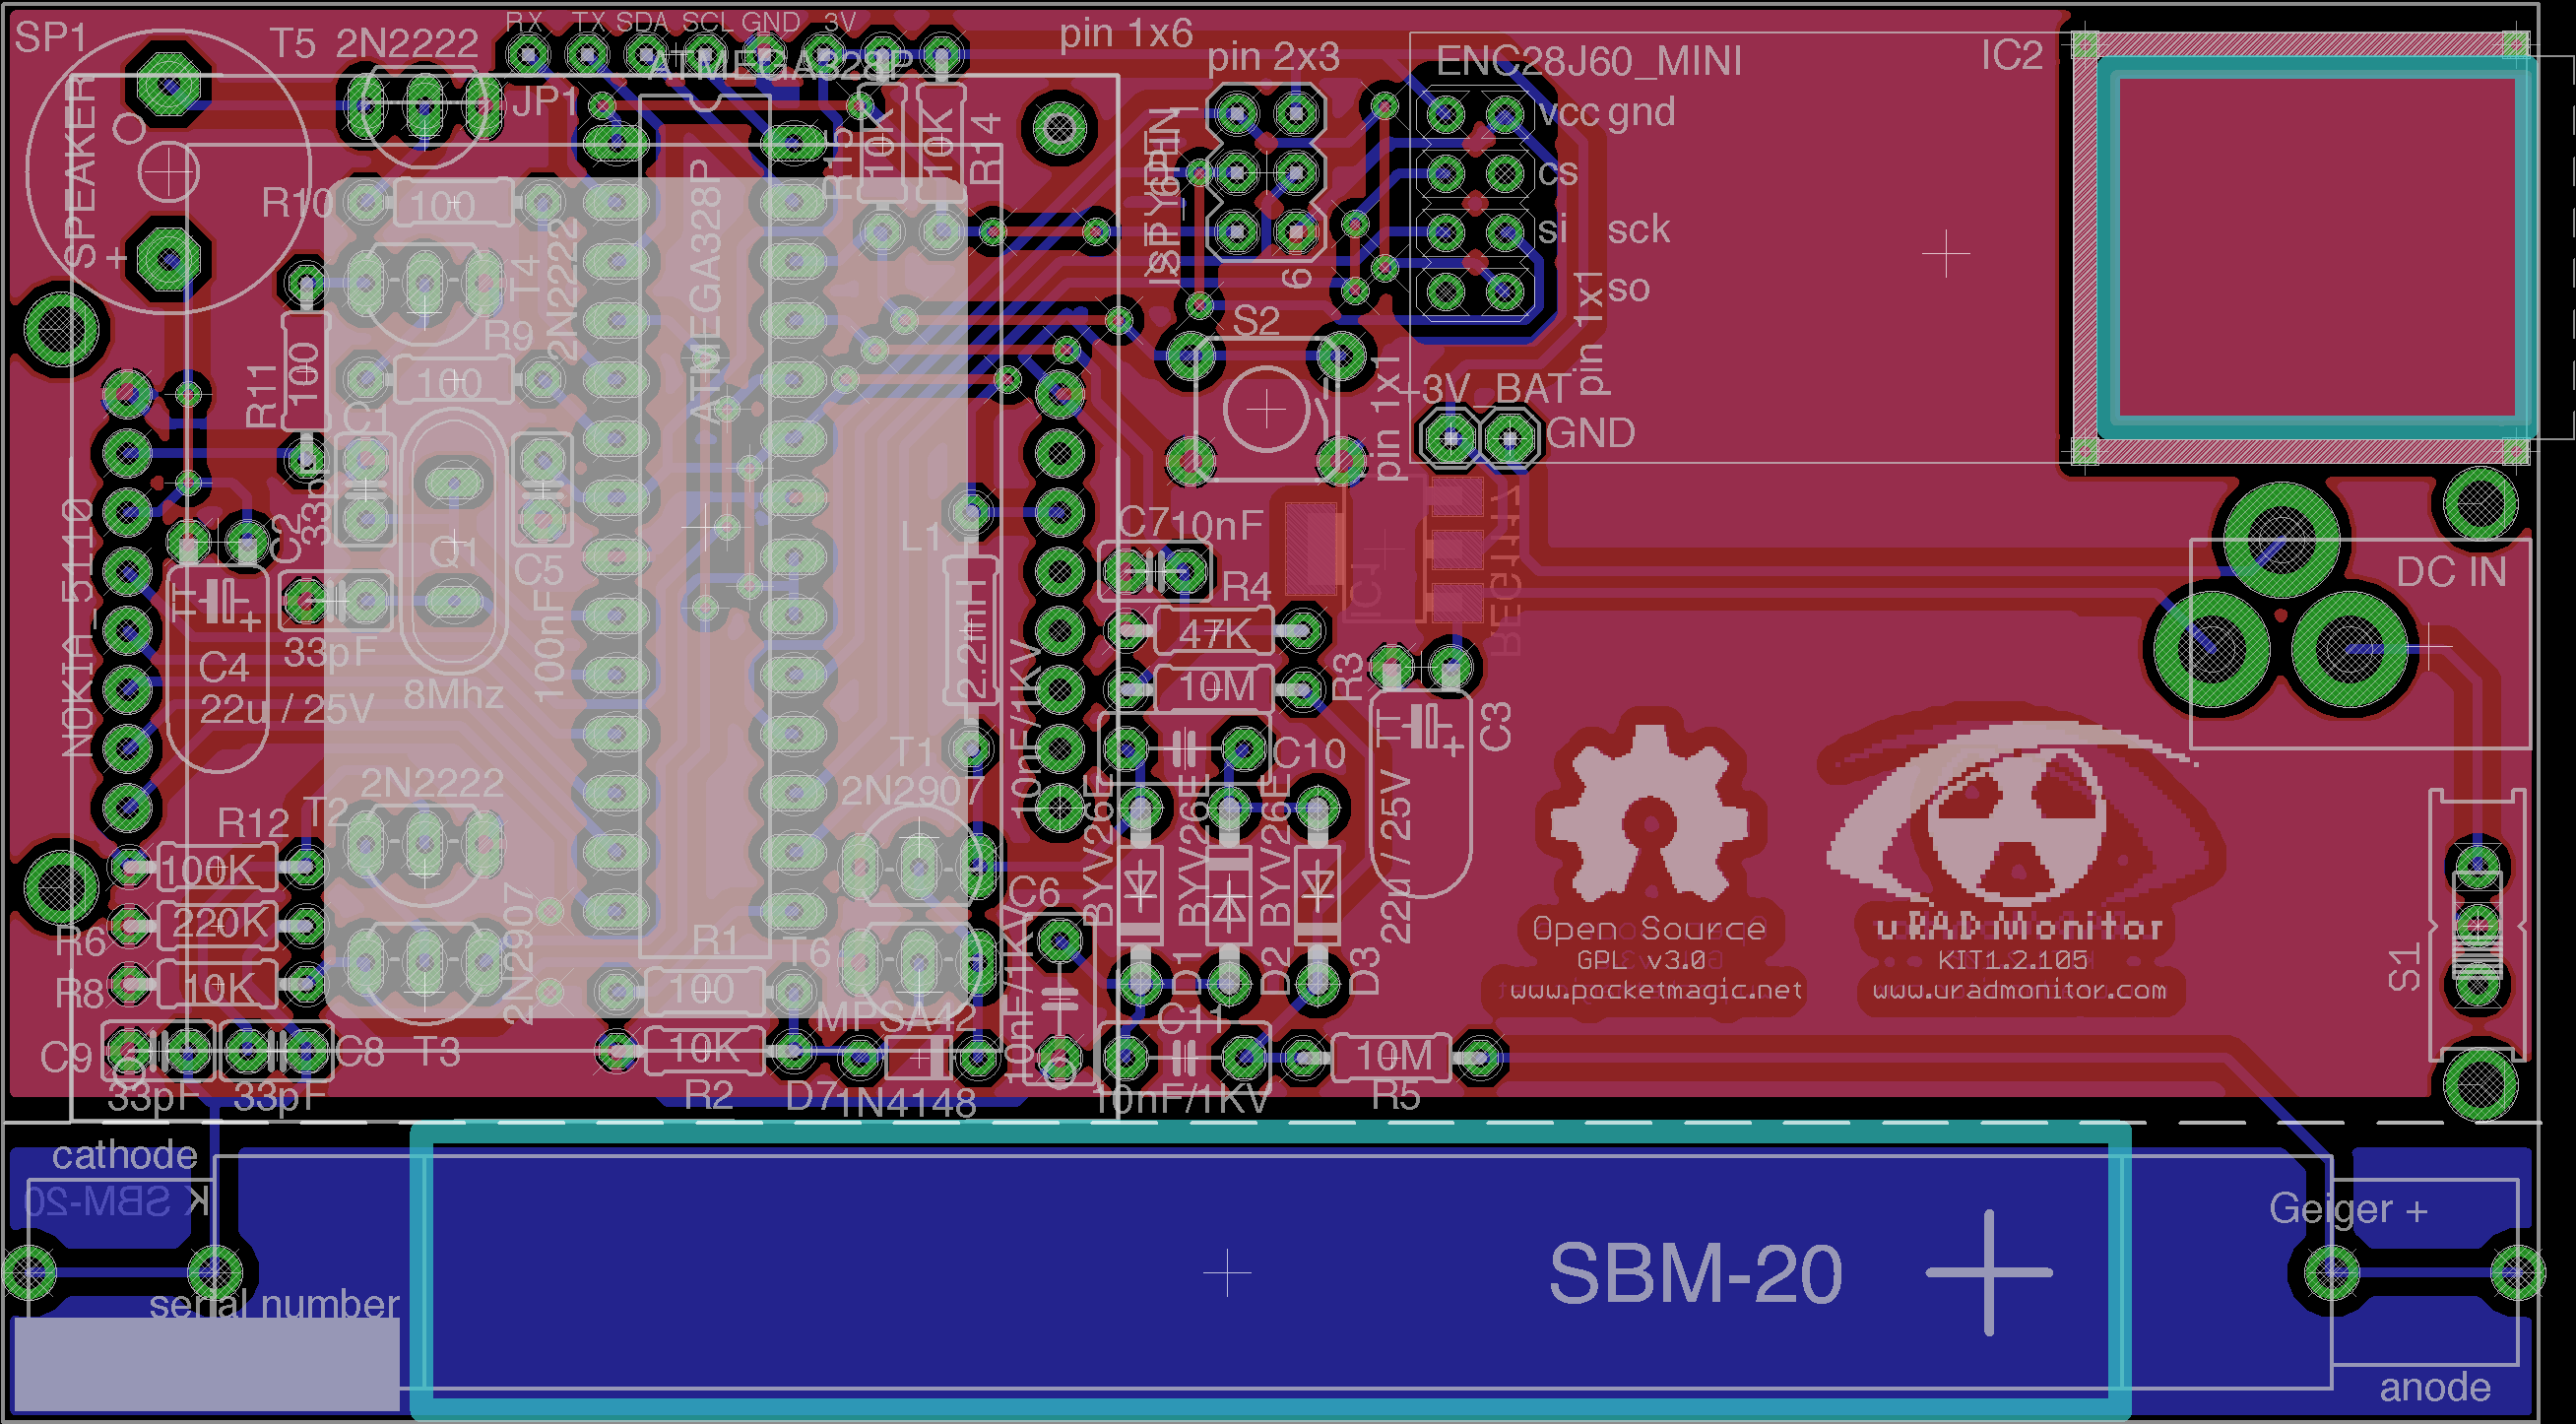 SP1
T5 2N2222
RX TX SDA SCL GND 3V
pin 1x6
pin 2x3
ENC28J60_MINI
IC2
ATMEGA328P
JP1
SPEAKER
+
vcc gnd
cs
si sck
so
R10
100
R15
10K
10K
R14
ATMEGA328P
6
T4
2N2222
R9
100
R11
100
S2
pin 1x1
pin 1x1
+3V_BAT
GND
C1
33pF
C2
33pF
Q1
8Mhz
C5
100nF
L1
2.2mH
NOKIA_5110
C4
22u / 25V
C7 10nF
R4
47K
10M
R3
IC1
REG1117
DC IN
C3
22u / 25V
T1
2N2907
10nF/1KV
C10
2N2222
T2
R12
100K
R6
220K
R8
10K
C9
33pF
C8
33pF
T3
2N2907
R1
100
T6
MPSA42
10K
R2
D7 1N4148
C6
10nF/1KV
BYV26E
BYV26E
BYV26E
D1
D2
D3
C11
10nF/1KV
10M
R5
Open Source
GPL v3.0
www.pocketmagic.net
uRADMonitor
KIT1.2.105
www.uradmonitor.com
S1
cathode
K SBM-20
serial number
SBM-20 +
Geiger +
anode